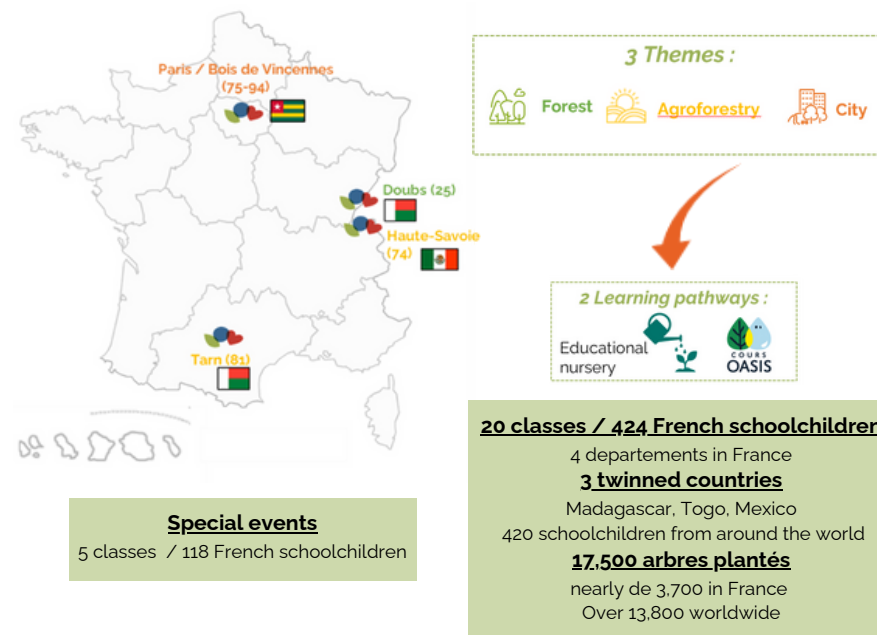 Paris / Bois de Vincennes
(75-94)
Doubs (25)
Haute-Savoie
(74)
Tarn (81)
3 Themes :
Forest
Agroforestry
City
2 Learning pathways :
Educational
nursery
COURS
OASIS
Special events
5 classes / 118 French schoolchildren
20 classes / 424 French schoolchildren
4 departements in France
3 twinned countries
Madagascar, Togo, Mexico
420 schoolchildren from around the world
17,500 arbres plantés
nearly de 3,700 in France
Over 13,800 worldwide